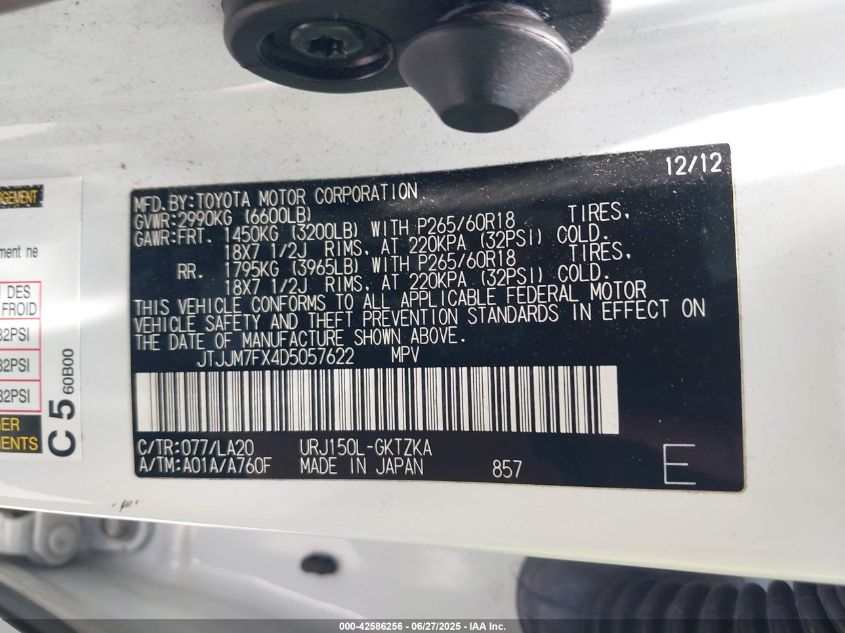 12/12
MFD. BY: TOYOTA MOTOR CORPORATION
GVWR: 2990KG (6600LB)
GAWR: FRT. 1450KG (3200LB) WITH P265/60R18 TIRES,
18X7 1/2J RIMS, AT 220KPA (32PSI) COLD.
RR. 1795KG (3965LB) WITH P265/60R18 TIRES,
18X7 1/2J RIMS, AT 220KPA (32PSI) COLD.
THIS VEHICLE CONFORMS TO ALL APPLICABLE FEDERAL MOTOR
VEHICLE SAFETY AND THEFT PREVENTION STANDARDS IN EFFECT ON
THE DATE OF MANUFACTURE SHOWN ABOVE.
JTJJM7FX4D5057622 MPV
C/TR: 077/LA20 URJ150L-GKTZKA
A/TM: A01A/A760F MADE IN JAPAN 857 E
ement ne
DES
FROID
32PSI
32PSI
32PSI
C 5 60B00
000-42586256 | 06/27/2025 | IAA Inc.